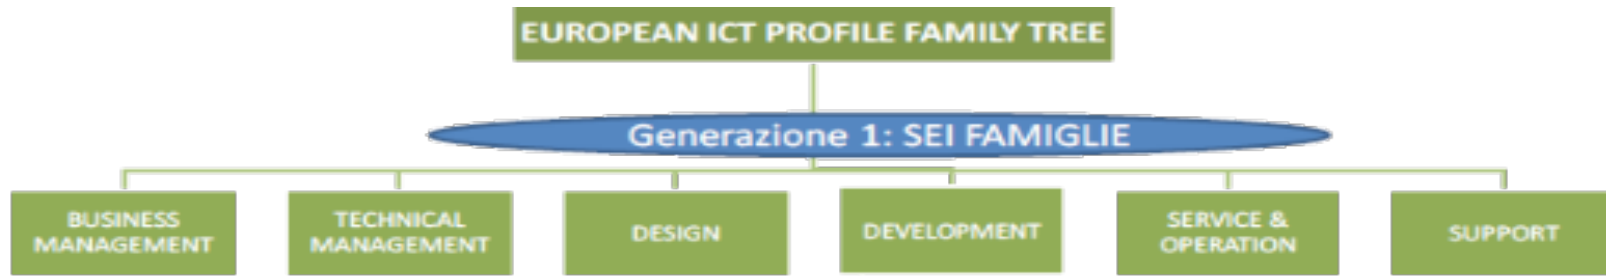 EUROPEAN ICT PROFILE FAMILY TREE
Generazione 1: SEI FAMIGLIE
BUSINESS
MANAGEMENT
TECHNICAL
MANAGEMENT
DESIGN
DEVELOPMENT
SERVICE &
OPERATION
SUPPORT